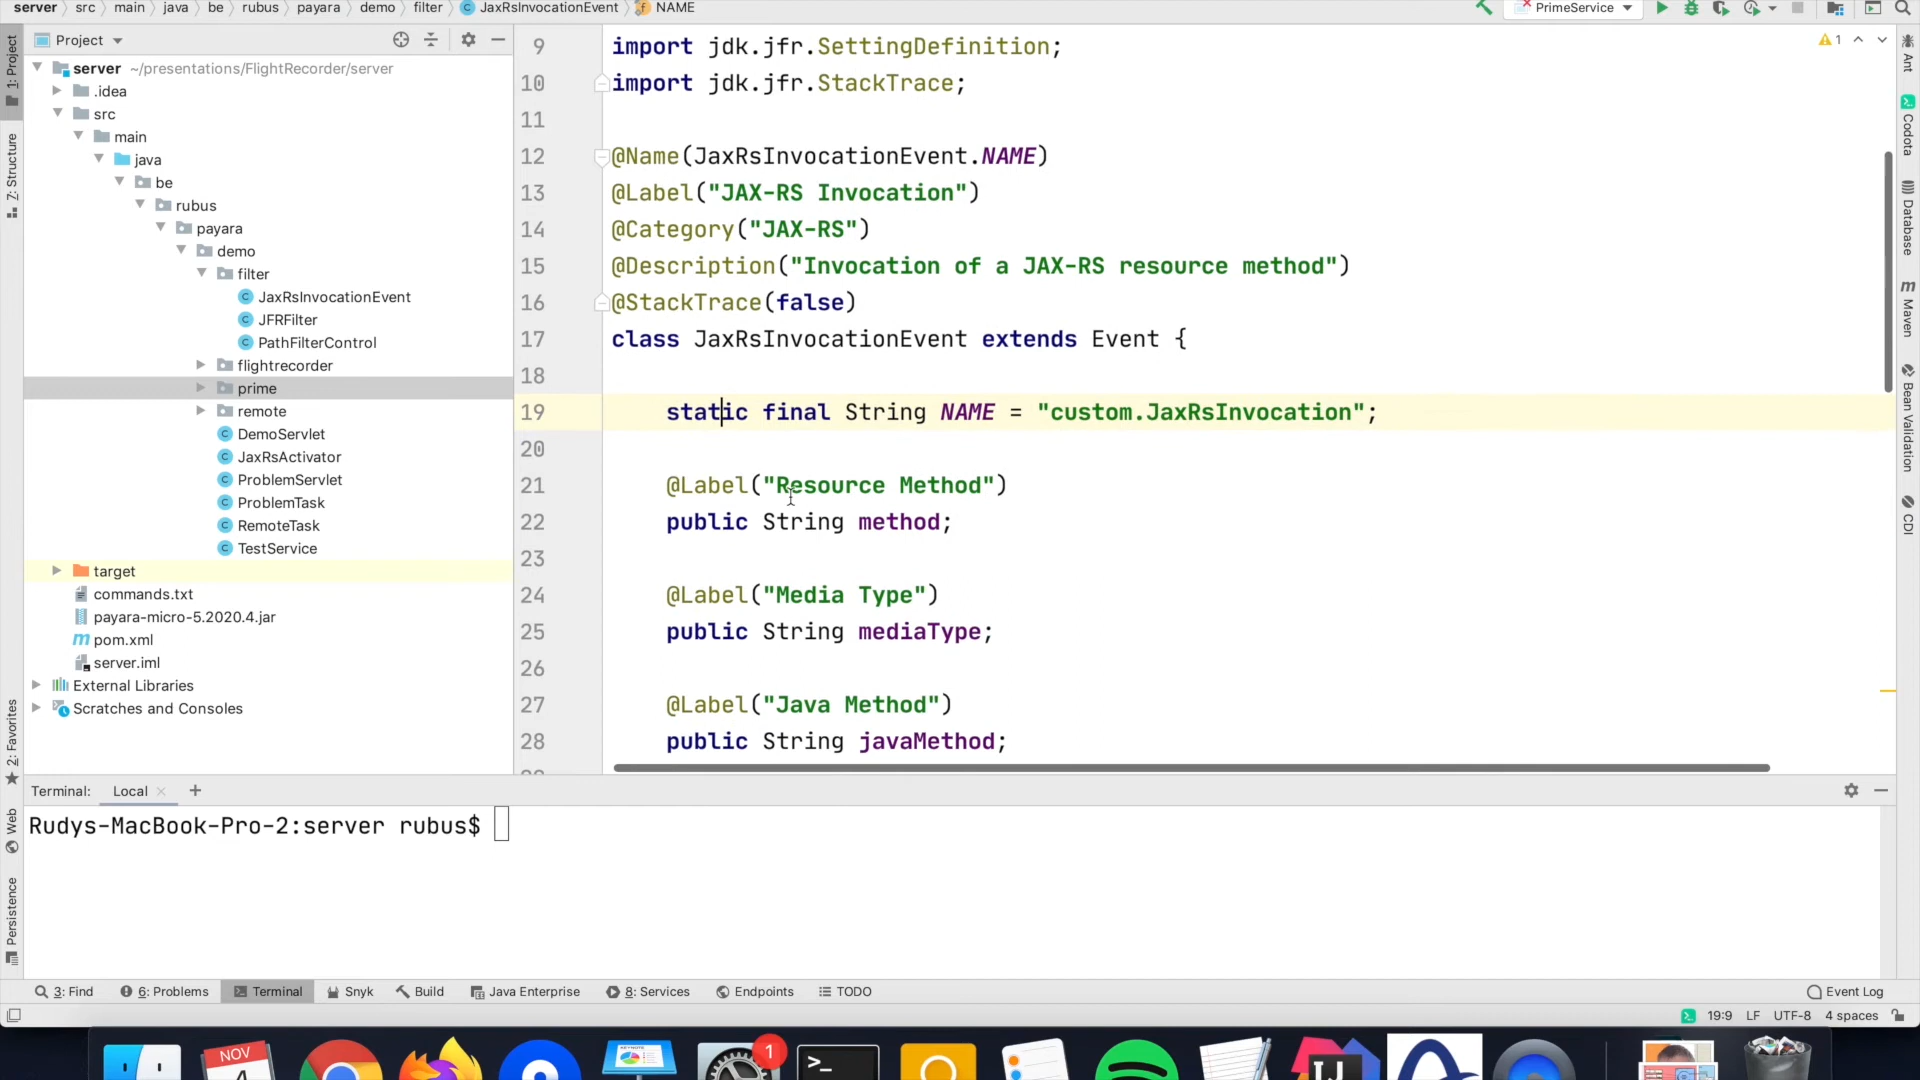 server src main java be rubus payara demo filter JaxRsInvocationEvent NAME
PrimeService
Project
server ~/presentations/FlightRecorder/server
.idea
src
main
java
be
rubus
payara
demo
filter
JaxRsInvocationEvent
JFRFilter
PathFilterControl
flightrecorder
prime
remote
DemoServlet
JaxRsActivator
ProblemServlet
ProblemTask
RemoteTask
TestService
target
commands.txt
payara-micro-5.2020.4.jar
pom.xml
server.iml
External Libraries
Scratches and Consoles
1: Project
7: Structure
2: Favorites
Web
Persistence
9 import jdk.jfr.SettingDefinition;
10 import jdk.jfr.StackTrace;
11
12 @Name(JaxRsInvocationEvent.NAME)
13 @Label("JAX-RS Invocation")
14 @Category("JAX-RS")
15 @Description("Invocation of a JAX-RS resource method")
16 @StackTrace(false)
17 class JaxRsInvocationEvent extends Event {
18
19 static final String NAME = "custom.JaxRsInvocation";
20
21 @Label("Resource Method")
22 public String method;
23
24 @Label("Media Type")
25 public String mediaType;
26
27 @Label("Java Method")
28 public String javaMethod;
1
Ant
Codota
Database
m Maven
Bean Validation
CDI
Terminal: Local × +
Rudys-MacBook-Pro-2:server rubus$
3: Find 6: Problems Terminal Snyk Build Java Enterprise 8: Services Endpoints TODO Event Log
19:9 LF UTF-8 4 spaces
NOV
1
>_
IJ